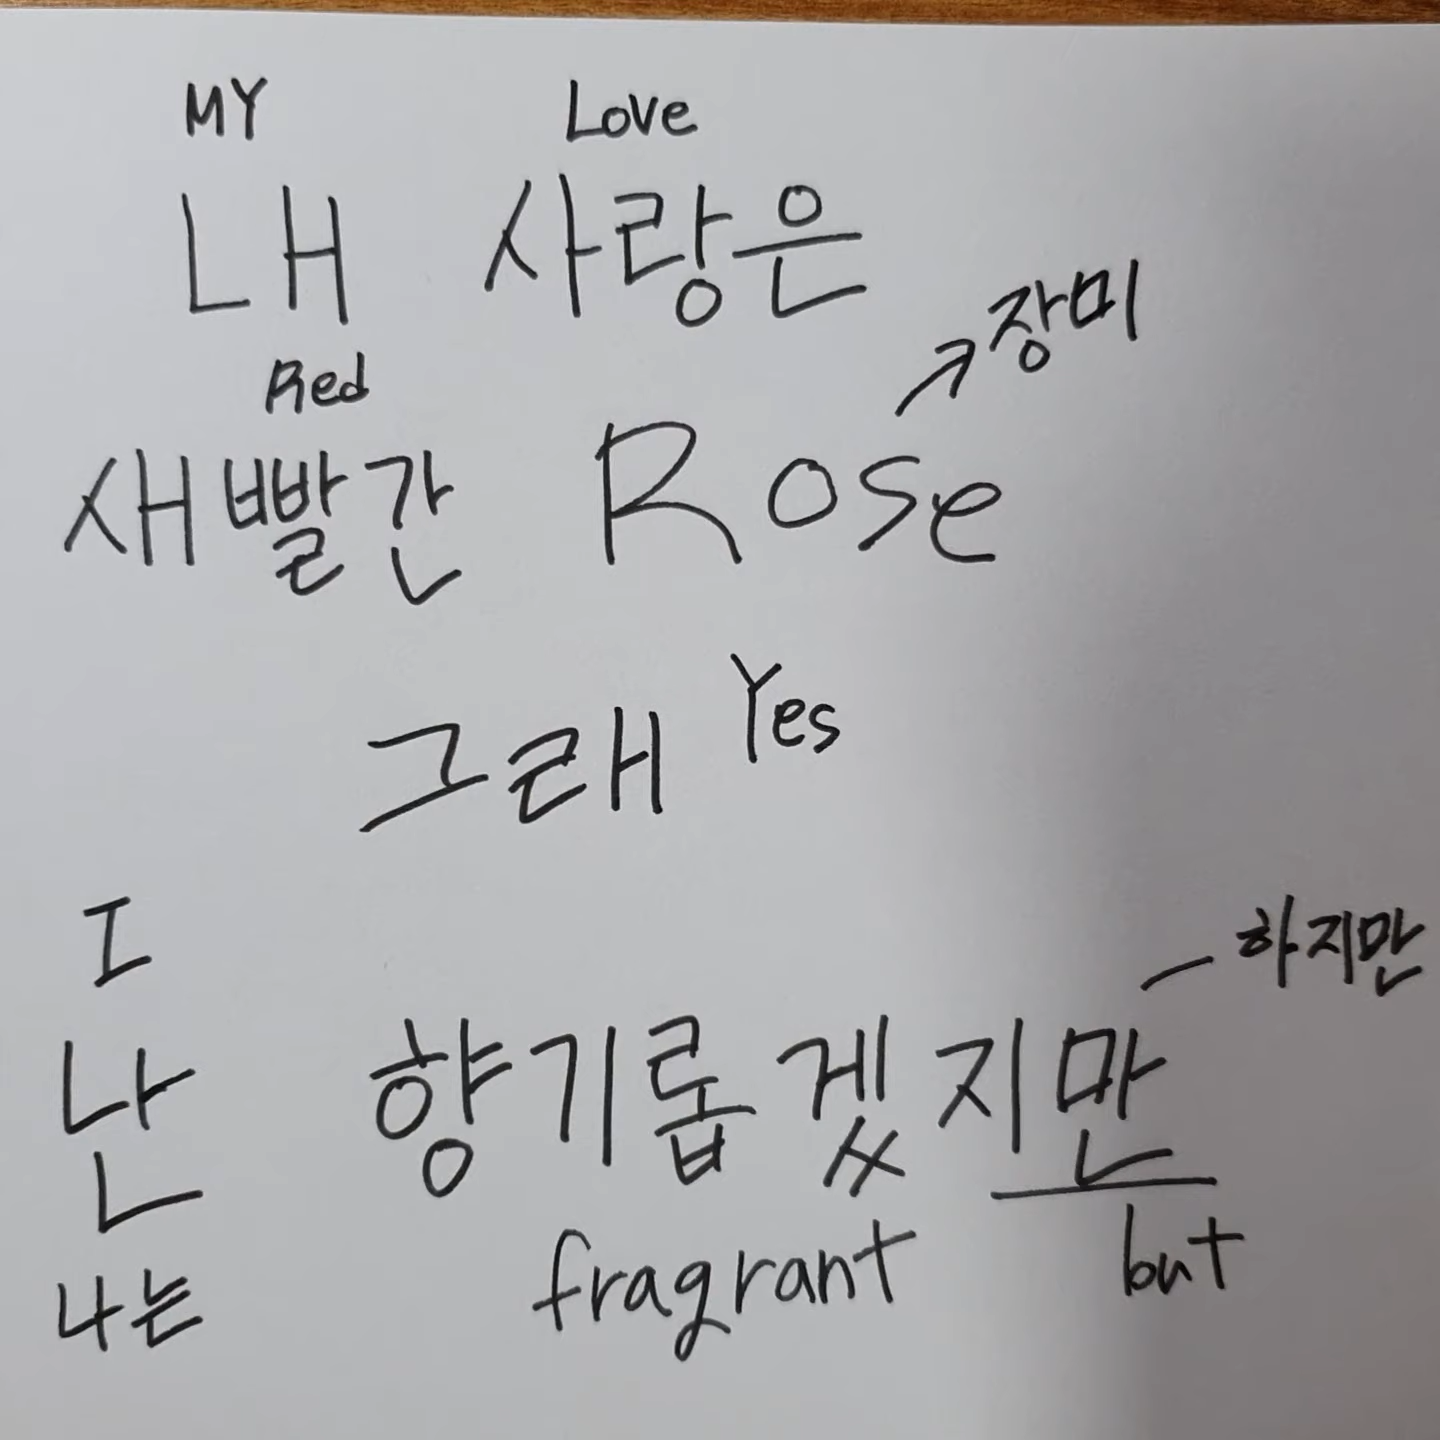 MY Love
내 사랑은
장미
Red
새빨간 Rose
그래 Yes
I
하지만
난 향기롭겠지만
나는 fragrant but